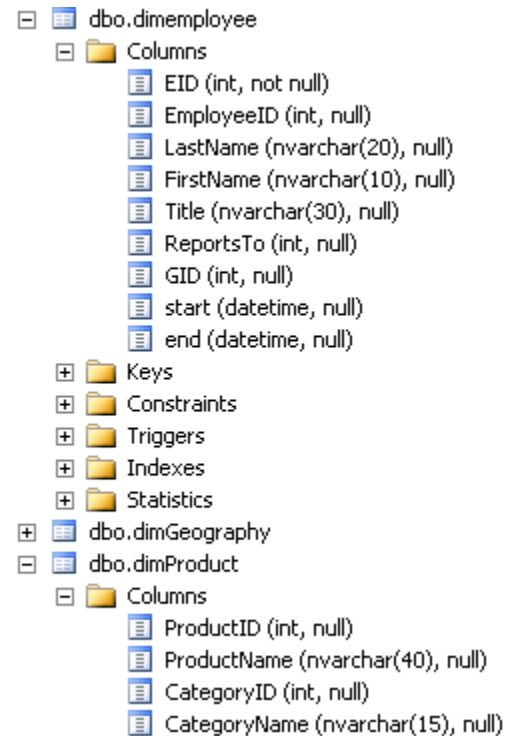 dbo.dimemployee
Columns
EID (int, not null)
EmployeeID (int, null)
LastName (nvarchar(20), null)
FirstName (nvarchar(10), null)
Title (nvarchar(30), null)
ReportsTo (int, null)
GID (int, null)
start (datetime, null)
end (datetime, null)
Keys
Constraints
Triggers
Indexes
Statistics
dbo.dimGeography
dbo.dimProduct
Columns
ProductID (int, null)
ProductName (nvarchar(40), null)
CategoryID (int, null)
CategoryName (nvarchar(15), null)